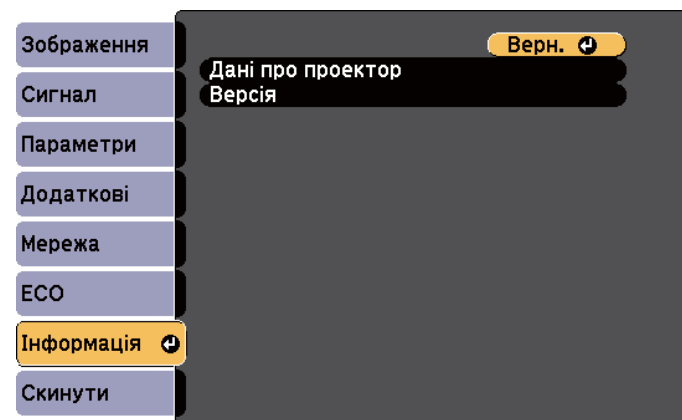 Зображення
Сигнал
Параметри
Додаткові
Мережа
ECO
Інформація
Скинути
Верн.
Дані про проектор
Версія